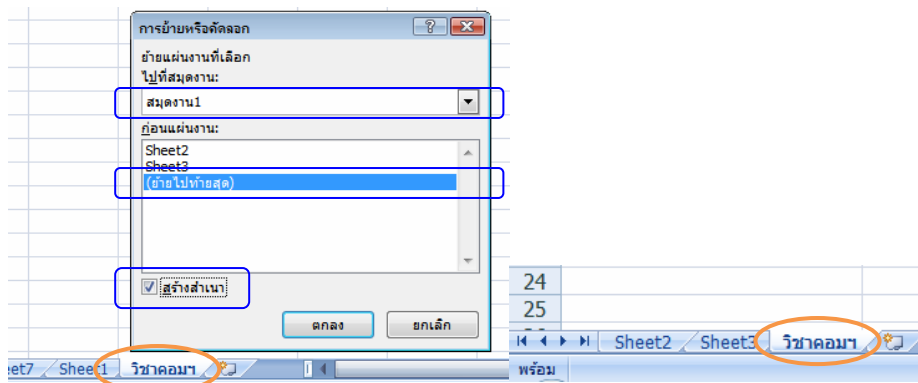 การย้ายหรือคัดลอก
ย้ายแผ่นงานที่เลือก
ไปที่สมุดงาน:
สมุดงาน1
ก่อนแผ่นงาน:
Sheet2
Sheet3
(ย้ายไปท้ายสุด)
สร้างสำเนา
ตกลง ยกเลิก
et7 Sheet1 วิชาคอมฯ
24
25
Sheet2 Sheet3 วิชาคอมฯ
พร้อม